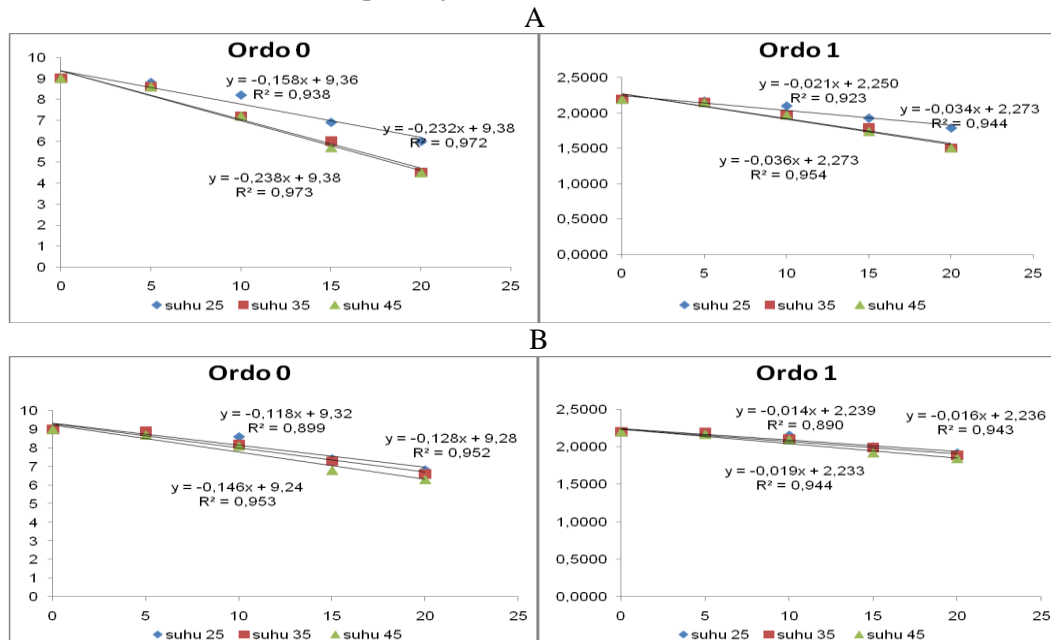 A
Ordo 0
10
9
8
7
6
5
4
3
2
1
0
y = -0,158x + 9,36
R² = 0,938
-0,232x + 9,38
R² = 0,972
y = -0,238x + 9,38
R² = 0,973
0 5 10 15 20 25
suhu 25 suhu 35 suhu 45
Ordo 1
2,5000
2,0000
1,5000
1,0000
0,5000
0,0000
y = -0,021x + 2,250
R² = 0,923
-0,034x + 2,273
R² = 0,944
y = -0,036x + 2,273
R² = 0,954
0 5 10 15 20 25
suhu 25 suhu 35 suhu 45
B
Ordo 0
10
9
8
7
6
5
4
3
2
1
0
y = -0,118x + 9,32
R² = 0,899
-0,128x + 9,28
R² = 0,952
y = -0,146x + 9,24
R² = 0,953
0 5 10 15 20 25
suhu 25 suhu 35 suhu 45
Ordo 1
2,5000
2,0000
1,5000
1,0000
0,5000
0,0000
y = -0,014x + 2,239
R² = 0,890
-0,016x + 2,236
R² = 0,943
y = -0,019x + 2,233
R² = 0,944
0 5 10 15 20 25
suhu 25 suhu 35 suhu 45